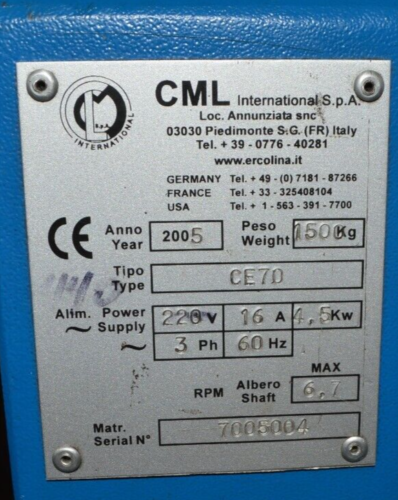 CML International S.p.A.
Loc. Annunziata snc
03030 Piedimonte S.G. (FR) Italy
Tel. + 39 - 0776 - 40281
www.ercolina.it
INTERNATIONAL
GERMANY Tel. + 49 - (0) 7181 - 87266
FRANCE Tel. + 33 - 325408104
USA Tel. + 1 - 563 - 391 - 7700
CE Anno Year 2005 Peso Weight 1500 Kg
Tipo Type CE70
Alim. Power Supply 220 V 16 A 4,5 Kw
~ ~ 3 Ph 60 Hz
MAX
RPM Albero Shaft 6,7
Matr. Serial N° 7005004